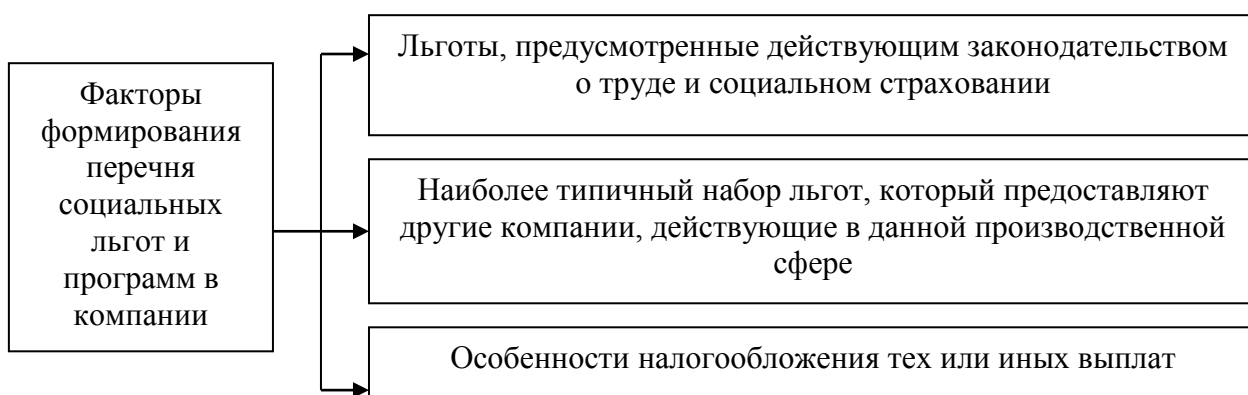 Факторы
формирования
перечня
социальных
льгот и
программ в
компании
Льготы, предусмотренные действующим законодательством
о труде и социальном страховании
Наиболее типичный набор льгот, который предоставляют
другие компании, действующие в данной производственной
сфере
Особенности налогообложения тех или иных выплат